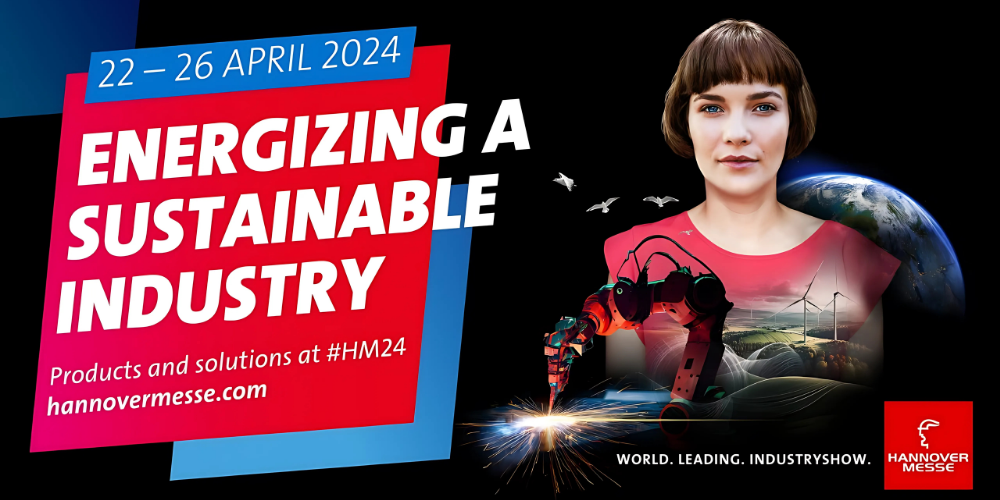 22 – 26 APRIL 2024
ENERGIZING A
SUSTAINABLE
INDUSTRY
Products and solutions at #HM24
hannovermesse.com
WORLD. LEADING. INDUSTRYSHOW.
HANNOVER
MESSE